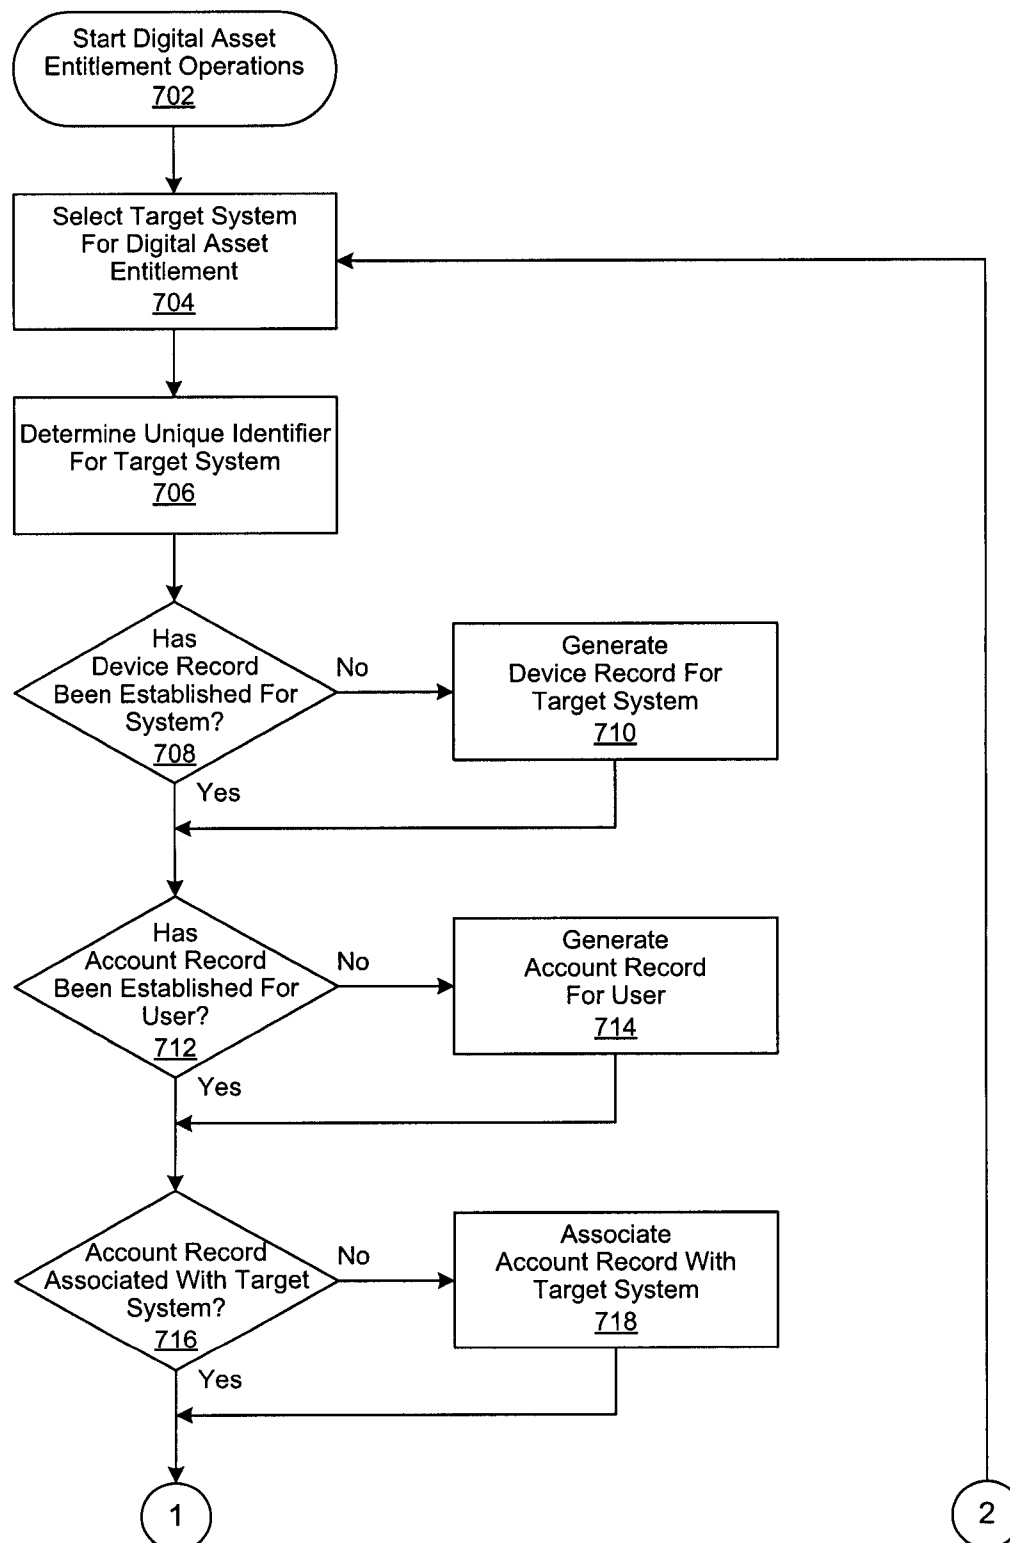 Start Digital Asset
Entitlement Operations
702
Select Target System
For Digital Asset
Entitlement
704
Determine Unique Identifier
For Target System
706
Has
Device Record
Been Established For
System?
708
No
Generate
Device Record For
Target System
710
Yes
Has
Account Record
Been Established For
User?
712
No
Generate
Account Record
For User
714
Yes
Account Record
Associated With Target
System?
716
No
Associate
Account Record With
Target System
718
Yes
1
2